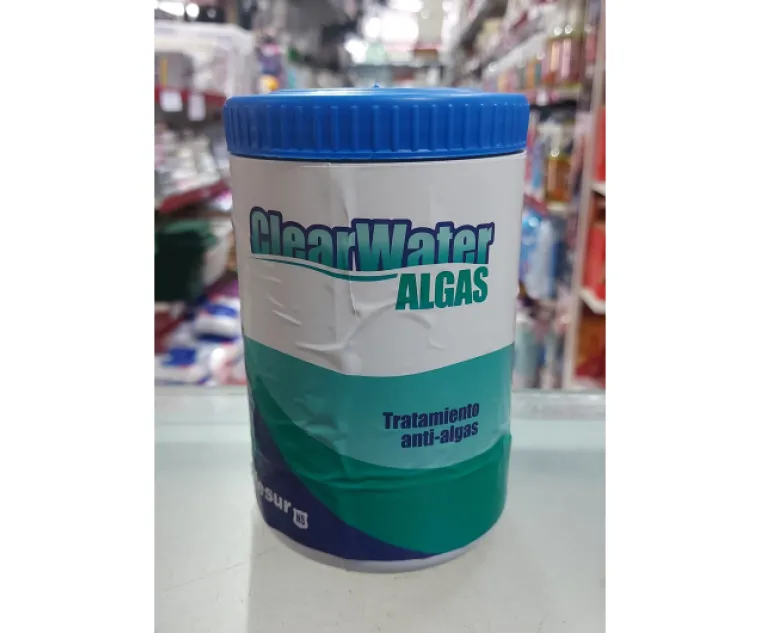 ClearWater
ALGAS
Tratamiento
anti-algas